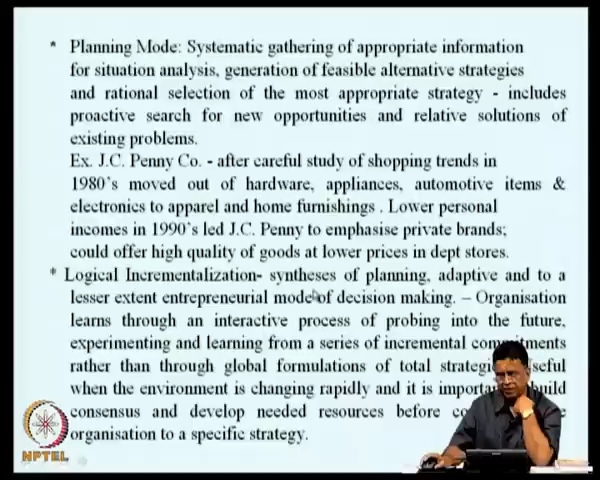 * Planning Mode: Systematic gathering of appropriate information
for situation analysis, generation of feasible alternative strategies
and rational selection of the most appropriate strategy - includes
proactive search for new opportunities and relative solutions of
existing problems.
Ex. J.C. Penny Co. - after careful study of shopping trends in
1980's moved out of hardware, appliances, automotive items &
electronics to apparel and home furnishings . Lower personal
incomes in 1990's led J.C. Penny to emphasise private brands;
could offer high quality of goods at lower prices in dept stores.
* Logical Incrementalization- syntheses of planning, adaptive and to a
lesser extent entrepreneurial mode of decision making. – Organisation
learns through an interactive process of probing into the future,
experimenting and learning from a series of incremental commitments
rather than through global formulations of total
when the environment is changing rapidly and it is
consensus and develop needed resources before
organisation to a specific strategy.
NPTEL